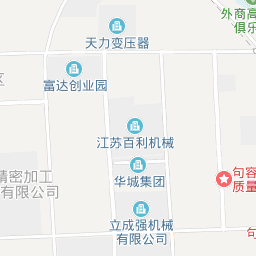 外商高
俱乐
天力变压器
区
富达创业园
江苏百利机械
精密加工
有限公司
华城集团
句容
质量
立成强机械
有限公司
句